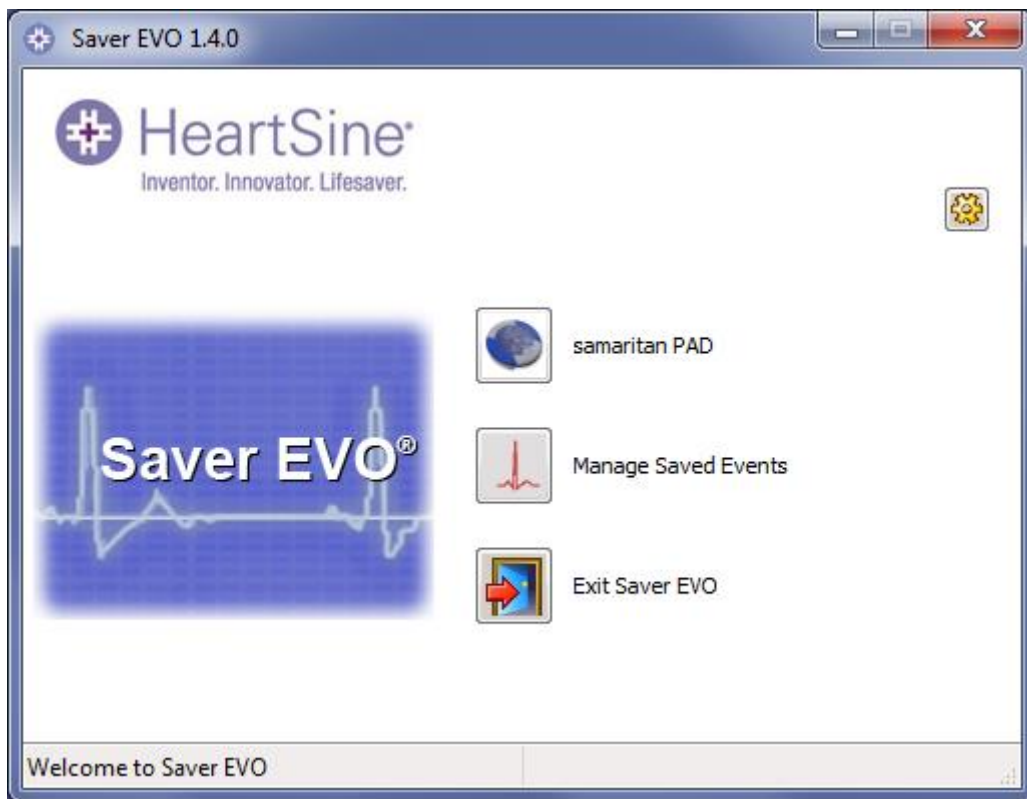 Saver EVO 1.4.0
HeartSine®
Inventor. Innovator. Lifesaver.
samaritan PAD
Saver EVO®
Manage Saved Events
Exit Saver EVO
Welcome to Saver EVO